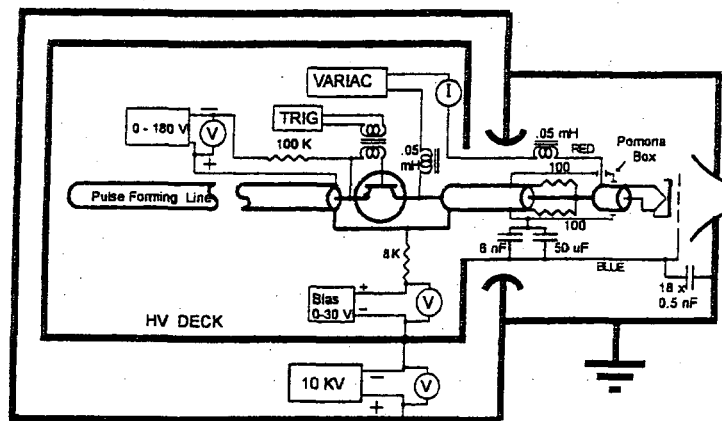 VARIAC
I
0 - 180 V
V
+
TRIG
100 K
.05
mH
.05 mH
RED
Pomona
Box
100
Pulse Forming Line
100
6 nF
50 uF
BLUE
8K
+
Bias
0-30 V
–
V
18 x
0.5 nF
HV DECK
10 KV
–
+
V